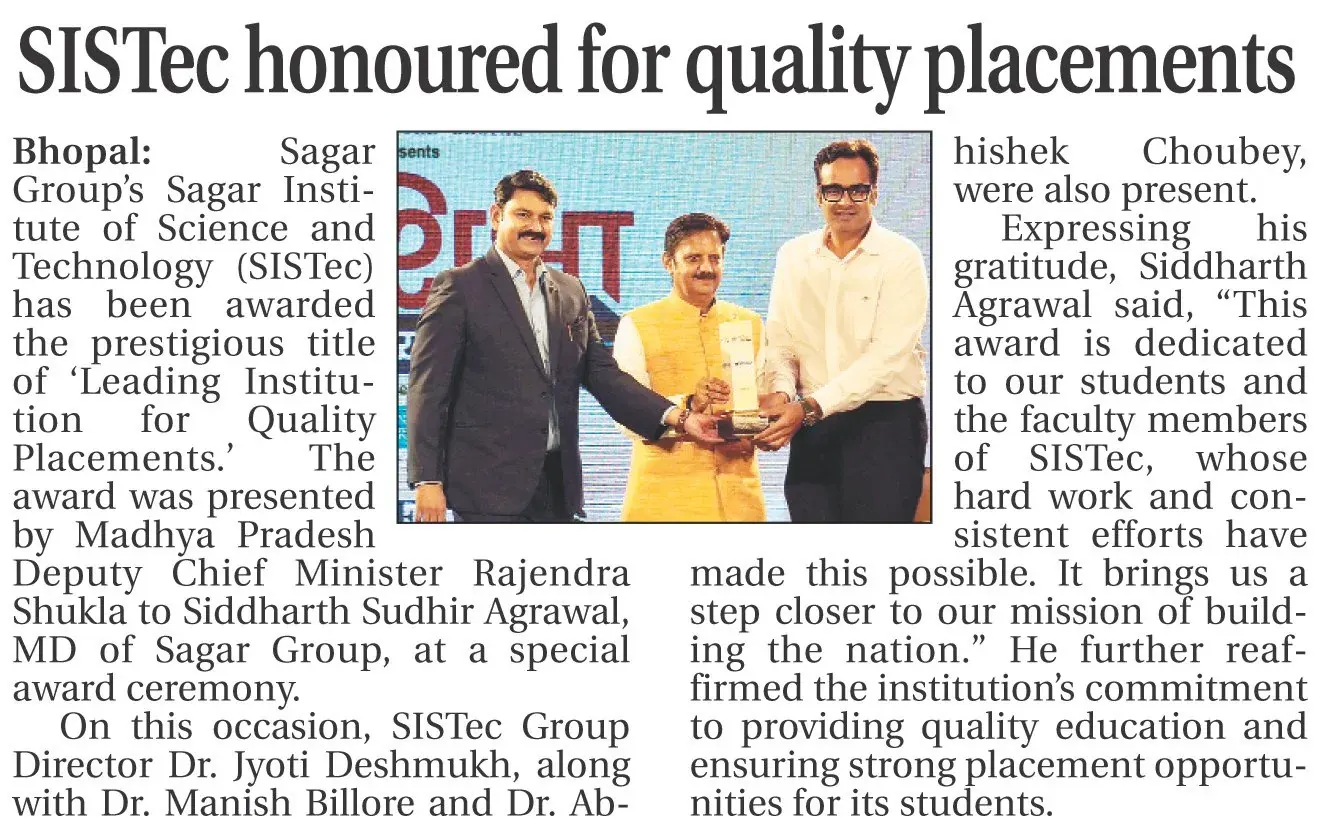 SISTec honoured for quality placements
Bhopal: Sagar
Group’s Sagar Insti-
tute of Science and
Technology (SISTec)
has been awarded
the prestigious title
of ‘Leading Institu-
tion for Quality
Placements.’ The
award was presented
by Madhya Pradesh
Deputy Chief Minister Rajendra
Shukla to Siddharth Sudhir Agrawal,
MD of Sagar Group, at a special
award ceremony.
On this occasion, SISTec Group
Director Dr. Jyoti Deshmukh, along
with Dr. Manish Billore and Dr. Ab-
sents
hishek Choubey,
were also present.
Expressing his
gratitude, Siddharth
Agrawal said, “This
award is dedicated
to our students and
the faculty members
of SISTec, whose
hard work and con-
sistent efforts have
made this possible. It brings us a
step closer to our mission of build-
ing the nation.” He further reaf-
firmed the institution’s commitment
to providing quality education and
ensuring strong placement opportu-
nities for its students.